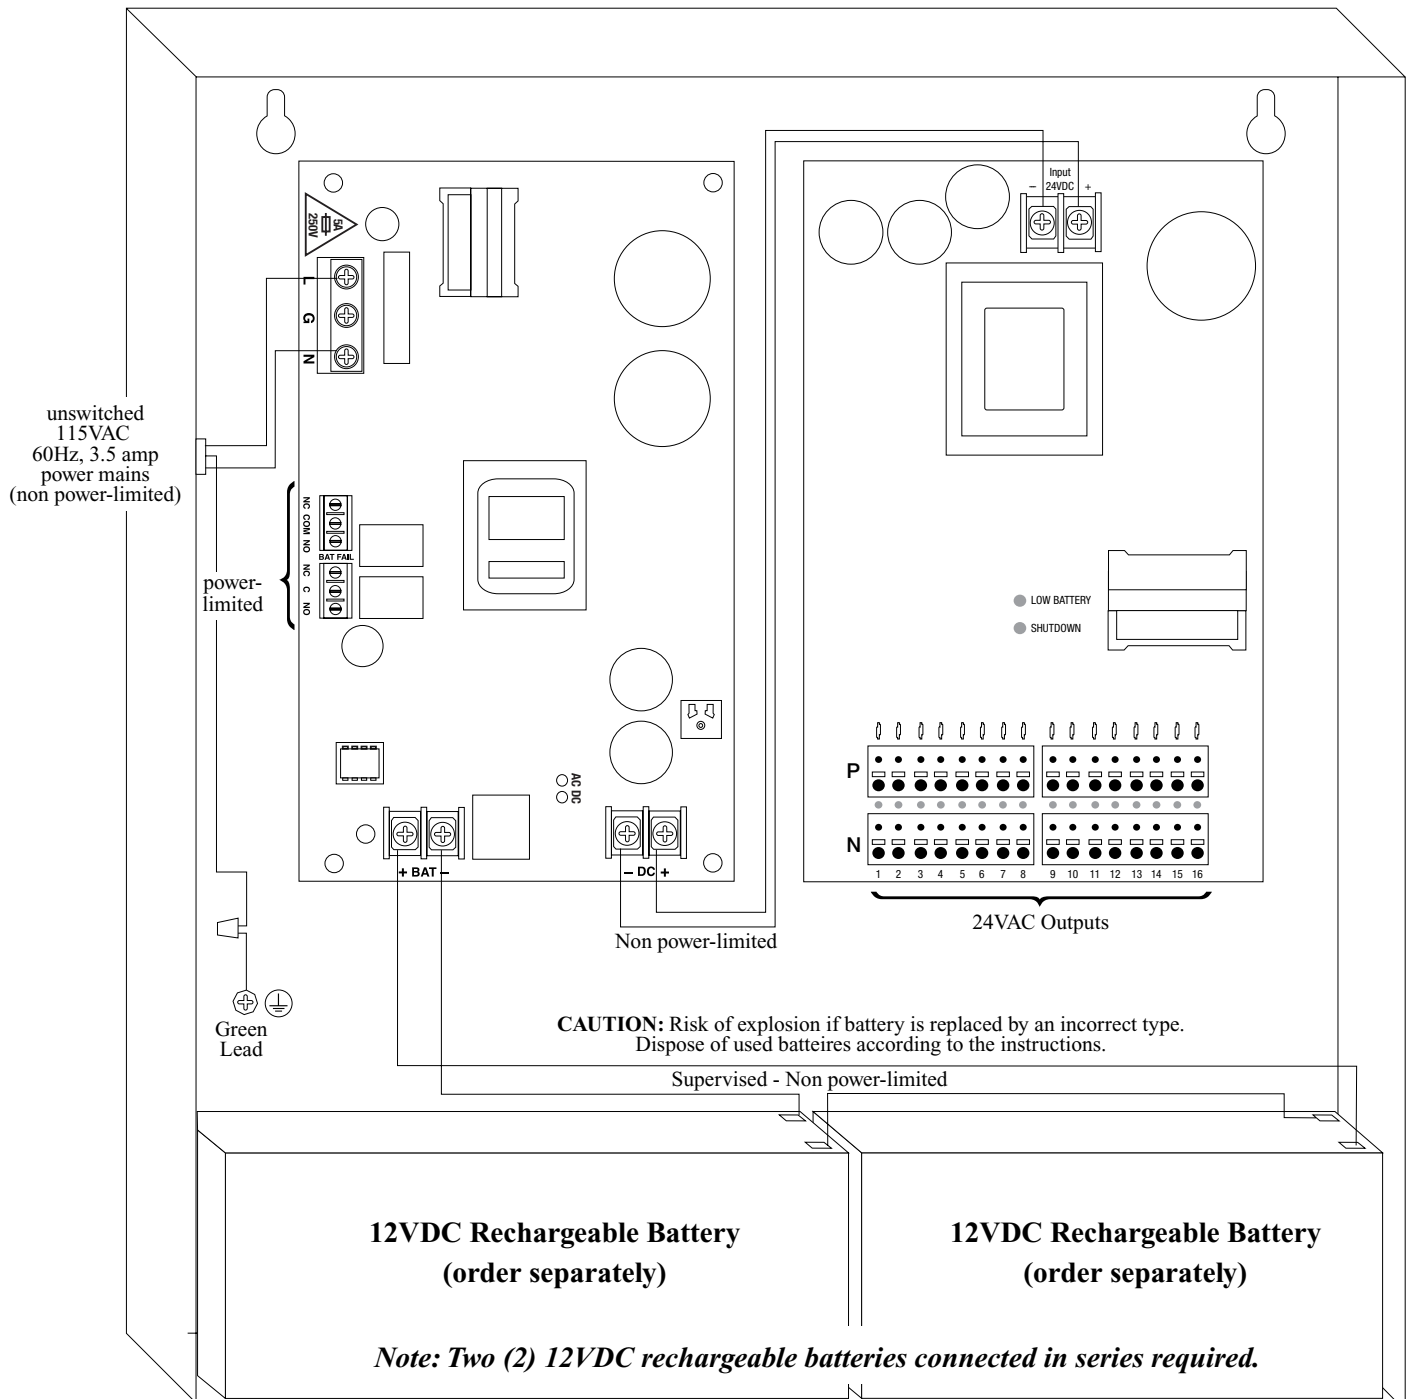 Input
– 24VDC +
5A
250V
L
G
N
unswitched
115VAC
60Hz, 3.5 amp
power mains
(non power-limited)
NC COM NO
BAT FAIL
NC C NO
power-
limited
LOW BATTERY
SHUTDOWN
AC DC
P
N
+ BAT –
– DC +
1 2 3 4 5 6 7 8 9 10 11 12 13 14 15 16
24VAC Outputs
Non power-limited
Green
Lead
CAUTION: Risk of explosion if battery is replaced by an incorrect type.
Dispose of used batteires according to the instructions.
Supervised - Non power-limited
12VDC Rechargeable Battery
(order separately)
12VDC Rechargeable Battery
(order separately)
Note: Two (2) 12VDC rechargeable batteries connected in series required.